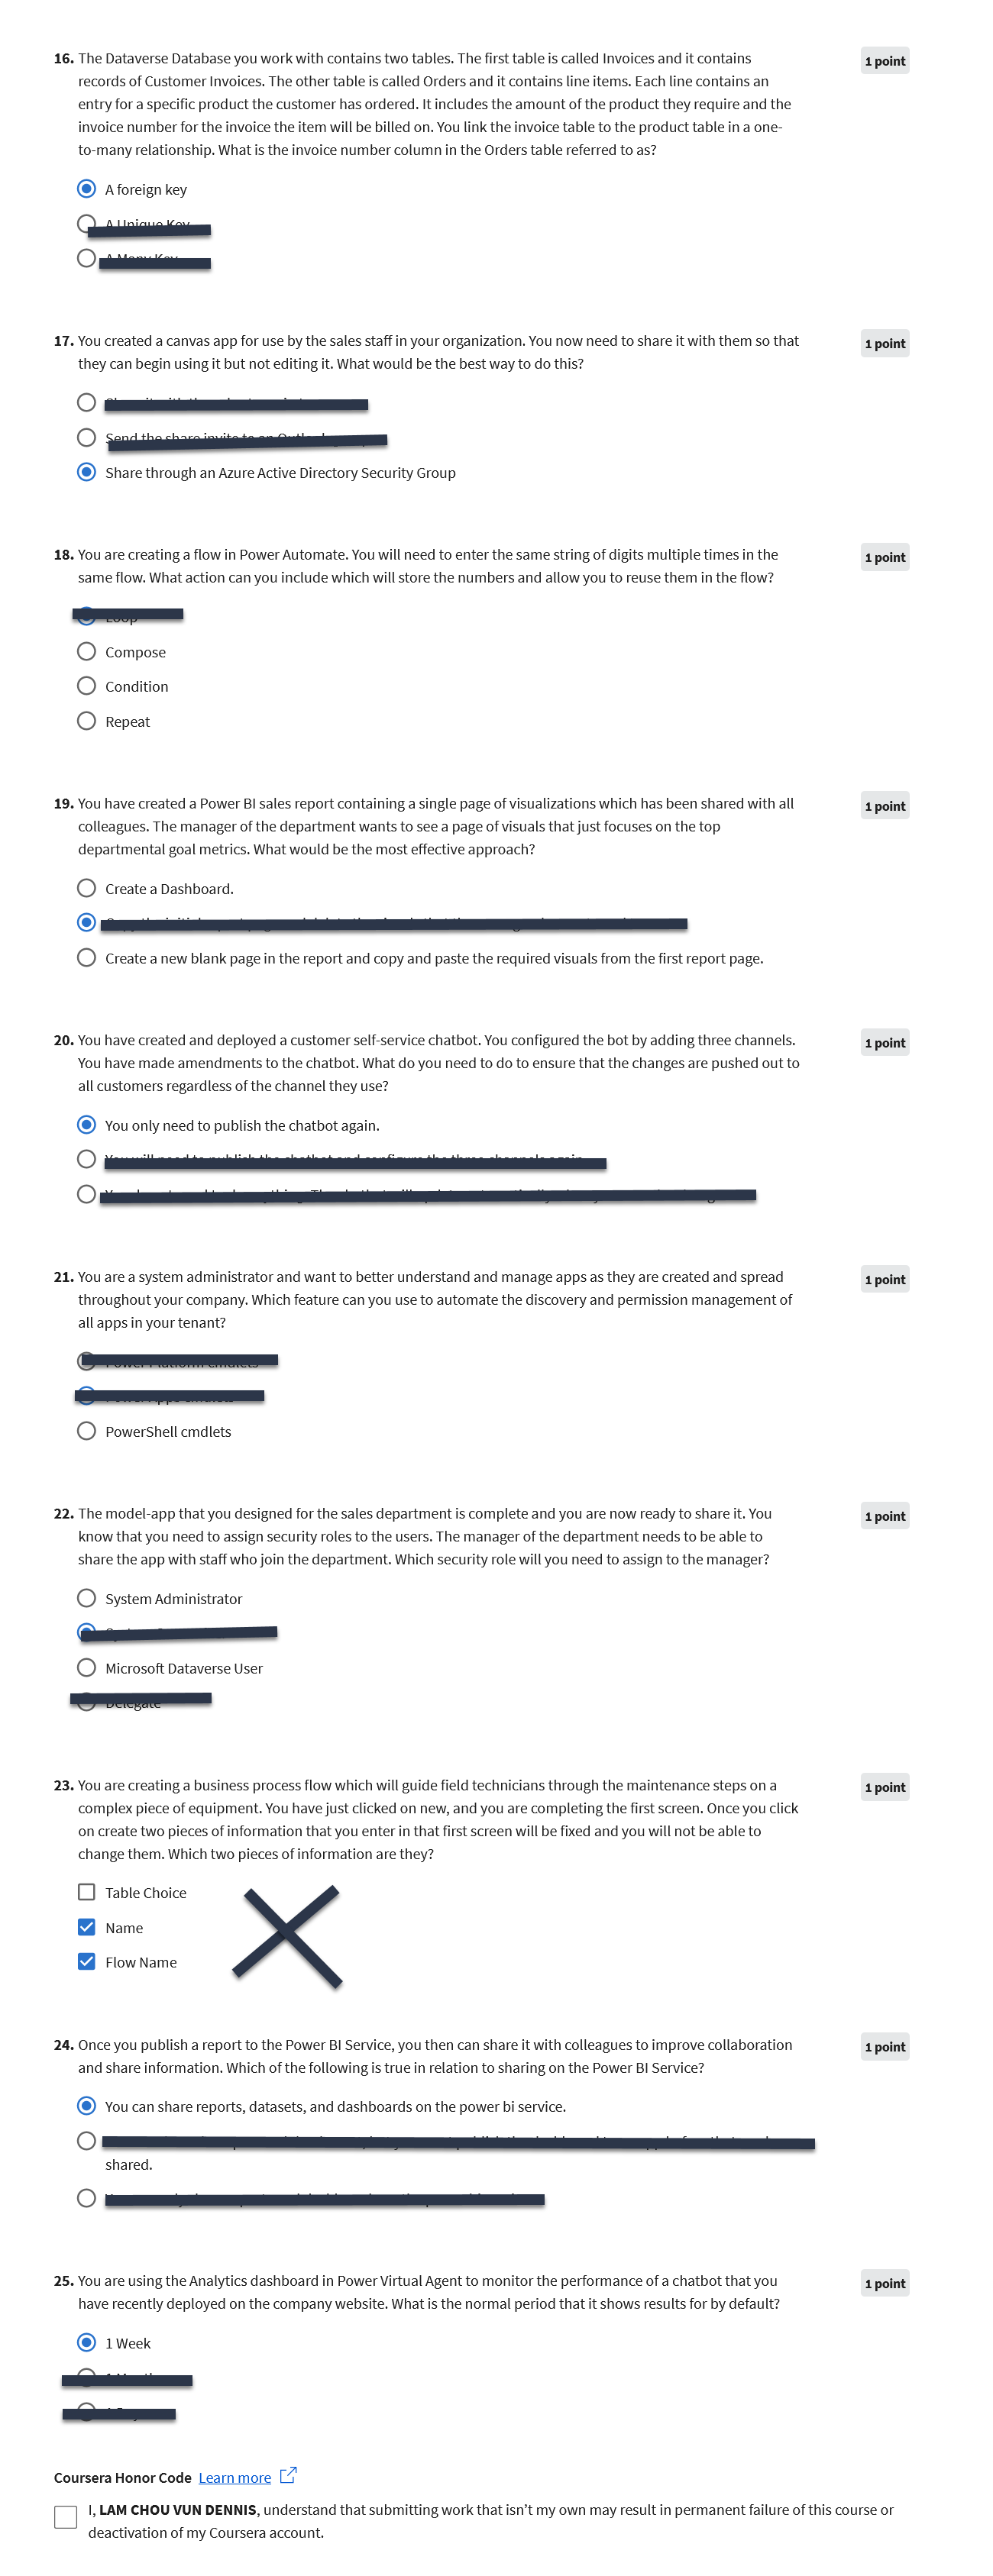 16. The Dataverse Database you work with contains two tables. The first table is called Invoices and it contains
1 point
records of Customer Invoices. The other table is called Orders and it contains line items. Each line contains an
entry for a specific product the customer has ordered. It includes the amount of the product they require and the
invoice number for the invoice the item will be billed on. You link the invoice table to the product table in a one-
to-many relationship. What is the invoice number column in the Orders table referred to as?
A foreign key
A Unique Key
A Many Key
17. You created a canvas app for use by the sales staff in your organization. You now need to share it with them so that
1 point
they can begin using it but not editing it. What would be the best way to do this?
Send the share invite to an Outlook
Share through an Azure Active Directory Security Group
18. You are creating a flow in Power Automate. You will need to enter the same string of digits multiple times in the
1 point
same flow. What action can you include which will store the numbers and allow you to reuse them in the flow?
Loop
Compose
Condition
Repeat
19. You have created a Power BI sales report containing a single page of visualizations which has been shared with all
1 point
colleagues. The manager of the department wants to see a page of visuals that just focuses on the top
departmental goal metrics. What would be the most effective approach?
Create a Dashboard.
Create a new blank page in the report and copy and paste the required visuals from the first report page.
20. You have created and deployed a customer self-service chatbot. You configured the bot by adding three channels.
1 point
You have made amendments to the chatbot. What do you need to do to ensure that the changes are pushed out to
all customers regardless of the channel they use?
You only need to publish the chatbot again.
You will need to publish the chatbot and configure the three channels again.
21. You are a system administrator and want to better understand and manage apps as they are created and spread
1 point
throughout your company. Which feature can you use to automate the discovery and permission management of
all apps in your tenant?
Power Platform cmdlets
PowerShell cmdlets
22. The model-app that you designed for the sales department is complete and you are now ready to share it. You
1 point
know that you need to assign security roles to the users. The manager of the department needs to be able to
share the app with staff who join the department. Which security role will you need to assign to the manager?
System Administrator
Microsoft Dataverse User
Delegate
23. You are creating a business process flow which will guide field technicians through the maintenance steps on a
1 point
complex piece of equipment. You have just clicked on new, and you are completing the first screen. Once you click
on create two pieces of information that you enter in that first screen will be fixed and you will not be able to
change them. Which two pieces of information are they?
Table Choice
Name
Flow Name
24. Once you publish a report to the Power BI Service, you then can share it with colleagues to improve collaboration
1 point
and share information. Which of the following is true in relation to sharing on the Power BI Service?
You can share reports, datasets, and dashboards on the power bi service.
shared.
25. You are using the Analytics dashboard in Power Virtual Agent to monitor the performance of a chatbot that you
1 point
have recently deployed on the company website. What is the normal period that it shows results for by default?
1 Week
Coursera Honor Code Learn more
I, LAM CHOU VUN DENNIS, understand that submitting work that isn't my own may result in permanent failure of this course or
deactivation of my Coursera account.